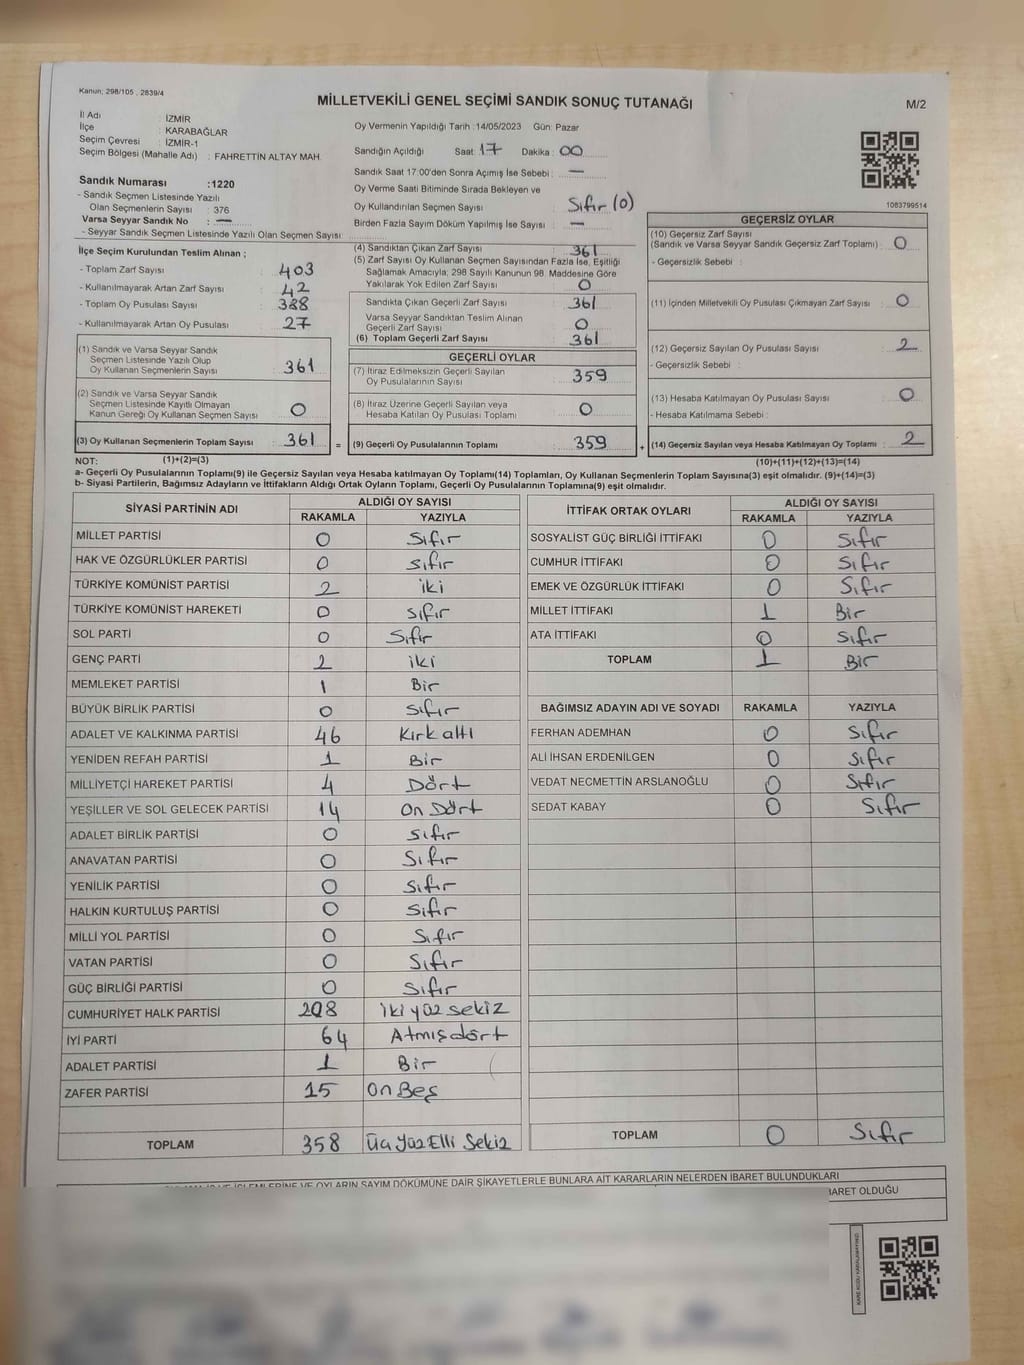 Kanun; 298/105 , 2839/4
MİLLETVEKİLİ GENEL SEÇİMİ SANDIK SONUÇ TUTANAĞI
M/2
İl Adı : İZMİR
İlçe : KARABAĞLAR
Seçim Çevresi : İZMİR-1
Seçim Bölgesi (Mahalle Adı) : FAHRETTİN ALTAY MAH.
Sandık Numarası :1220
- Sandık Seçmen Listesinde Yazılı
Olan Seçmenlerin Sayısı : 376
Varsa Seyyar Sandık No : —
- Seyyar Sandık Seçmen Listesinde Yazılı Olan Seçmen Sayısı:
Oy Vermenin Yapıldığı Tarih :14/05/2023 Gün: Pazar
Sandığın Açıldığı Saat: 17 Dakika : 00
Sandık Saat 17:00'den Sonra Açımış İse Sebebi : —
Oy Verme Saati Bitiminde Sırada Bekleyen ve
Oy Kullandırılan Seçmen Sayısı : Sıfır (0)
Birden Fazla Sayım Döküm Yapılmış İse Sayısı : —
1083799514
İlçe Seçim Kurulundan Teslim Alınan ;
- Toplam Zarf Sayısı : 403
- Kullanılmayarak Artan Zarf Sayısı : 42
- Toplam Oy Pusulası Sayısı : 388
- Kullanılmayarak Artan Oy Pusulası : 27
(1) Sandık ve Varsa Seyyar Sandık
Seçmen Listesinde Yazılı Olup
Oy Kullanan Seçmenlerin Sayısı : 361
(2) Sandık ve Varsa Seyyar Sandık
Seçmen Listesinde Kayıtlı Olmayan
Kanun Gereği Oy Kullanan Seçmen Sayısı : 0
(3) Oy Kullanan Seçmenlerin Toplam Sayısı : 361 =
(4) Sandıktan Çıkan Zarf Sayısı : 361
(5) Zarf Sayısı Oy Kullanan Seçmen Sayısından Fazla İse, Eşitliği
Sağlamak Amacıyla; 298 Sayılı Kanunun 98. Maddesine Göre
Yakılarak Yok Edilen Zarf Sayısı : 0
Sandıkta Çıkan Geçerli Zarf Sayısı : 361
Varsa Seyyar Sandıktan Teslim Alınan
Geçerli Zarf Sayısı : 0
(6) Toplam Geçerli Zarf Sayısı : 361
GEÇERLİ OYLAR
(7) İtiraz Edilmeksizin Geçerli Sayılan
Oy Pusulalarının Sayısı : 359
(8) İtiraz Üzerine Geçerli Sayılan veya
Hesaba Katılan Oy Pusulası Toplamı : 0
(9) Geçerli Oy Pusulalarının Toplamı : 359 +
GEÇERSİZ OYLAR
(10) Geçersiz Zarf Sayısı
(Sandık ve Varsa Seyyar Sandık Geçersiz Zarf Toplamı) : 0
- Geçersizlik Sebebi :
(11) İçinden Milletvekili Oy Pusulası Çıkmayan Zarf Sayısı : 0
(12) Geçersiz Sayılan Oy Pusulası Sayısı : 2
- Geçersizlik Sebebi :
(13) Hesaba Katılmayan Oy Pusulası Sayısı : 0
- Hesaba Katılmama Sebebi :
(14) Geçersiz Sayılan veya Hesaba Katılmayan Oy Toplamı : 2
NOT: (1)+(2)=(3) (10)+(11)+(12)+(13)=(14)
a- Geçerli Oy Pusulalarının Toplamı(9) ile Geçersiz Sayılan veya Hesaba katılmayan Oy Toplamı(14) Toplamları, Oy Kullanan Seçmenlerin Toplam Sayısına(3) eşit olmalıdır. (9)+(14)=(3)
b- Siyasi Partilerin, Bağımsız Adayların ve İttifakların Aldığı Ortak Oyların Toplamı, Geçerli Oy Pusulalarının Toplamına(9) eşit olmalıdır.
SİYASİ PARTİNİN ADI ALDIĞI OY SAYISI
RAKAMLA YAZIYLA
MİLLET PARTİSİ 0 Sıfır
HAK VE ÖZGÜRLÜKLER PARTİSİ 0 sıfır
TÜRKİYE KOMÜNİST PARTİSİ 2 iki
TÜRKİYE KOMÜNİST HAREKETİ 0 sıfır
SOL PARTİ 0 Sıfır
GENÇ PARTİ 2 iki
MEMLEKET PARTİSİ 1 Bir
BÜYÜK BİRLİK PARTİSİ 0 sıfır
ADALET VE KALKINMA PARTİSİ 46 Kırk altı
YENİDEN REFAH PARTİSİ 1 Bir
MİLLİYETÇİ HAREKET PARTİSİ 4 Dört
YEŞİLLER VE SOL GELECEK PARTİSİ 14 On Dört
ADALET BİRLİK PARTİSİ 0 sıfır
ANAVATAN PARTİSİ 0 Sıfır
YENİLİK PARTİSİ 0 sıfır
HALKIN KURTULUŞ PARTİSİ 0 sıfır
MİLLİ YOL PARTİSİ 0 Sıfır
VATAN PARTİSİ 0 Sıfır
GÜÇ BİRLİĞİ PARTİSİ 0 Sıfır
CUMHURİYET HALK PARTİSİ 208 iki yüz sekiz
İYİ PARTİ 64 Atmışdört
ADALET PARTİSİ 1 Bir
ZAFER PARTİSİ 15 On Beş
TOPLAM 358 Üç Yüz Elli Sekiz
İTTİFAK ORTAK OYLARI ALDIĞI OY SAYISI
RAKAMLA YAZIYLA
SOSYALİST GÜÇ BİRLİĞİ İTTİFAKI 0 Sıfır
CUMHUR İTTİFAKI 0 Sıfır
EMEK VE ÖZGÜRLÜK İTTİFAKI 0 Sıfır
MİLLET İTTİFAKI 1 Bir
ATA İTTİFAKI 0 Sıfır
TOPLAM 1 Bir
BAĞIMSIZ ADAYIN ADI VE SOYADI RAKAMLA YAZIYLA
FERHAN ADEMHAN 0 Sıfır
ALİ İHSAN ERDENİLGEN 0 Sıfır
VEDAT NECMETTİN ARSLANOĞLU 0 Sıfır
SEDAT KABAY 0 Sıfır
TOPLAM 0 Sıfır
VE OYLARIN SAYIM DÖKÜMÜNE DAİR ŞİKAYETLERLE BUNLARA AİT KARARLARIN NELERDEN İBARET BULUNDUKLARI
İBARET OLDUĞU